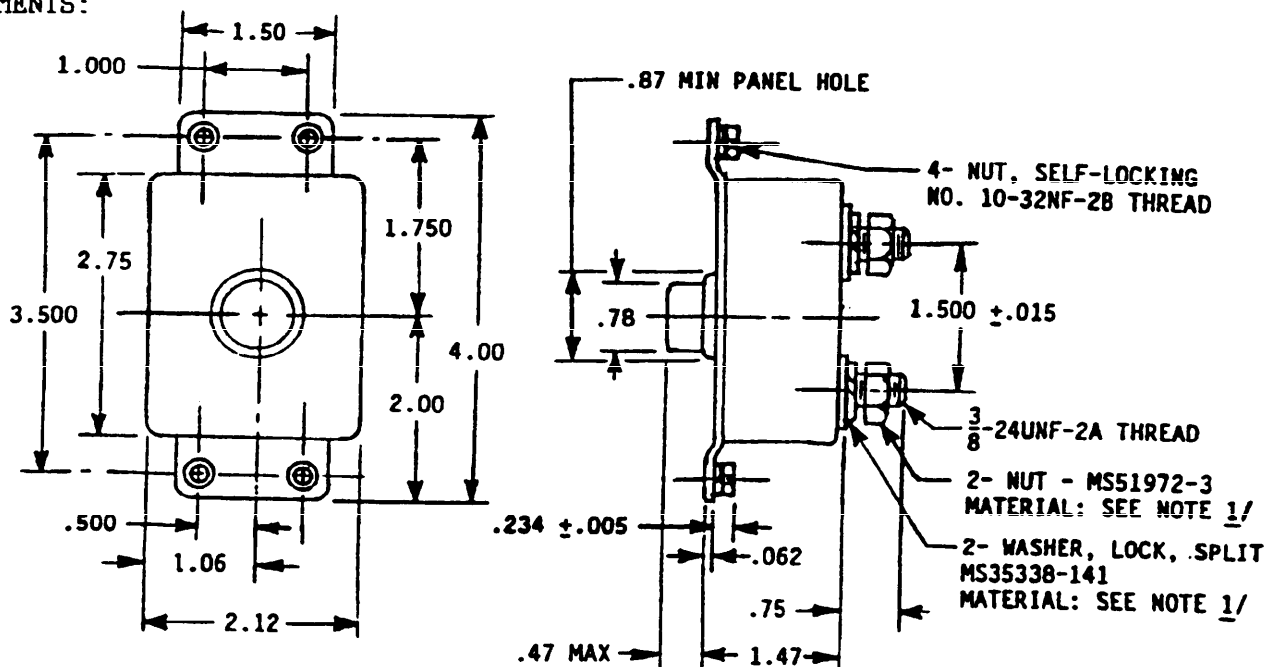 MENTS:
1.50
1.000
.87 MIN PANEL HOLE
4- NUT, SELF-LOCKING
NO. 10-32NF-2B THREAD
1.750
2.75
3.500
.78
1.500 ±.015
4.00
2.00
3/8-24UNF-2A THREAD
2- NUT - MS51972-3
MATERIAL: SEE NOTE 1/
.500
.234 ±.005
1.06
.062
2- WASHER, LOCK, SPLIT
MS35338-141
MATERIAL: SEE NOTE 1/
.75
2.12
.47 MAX
1.47